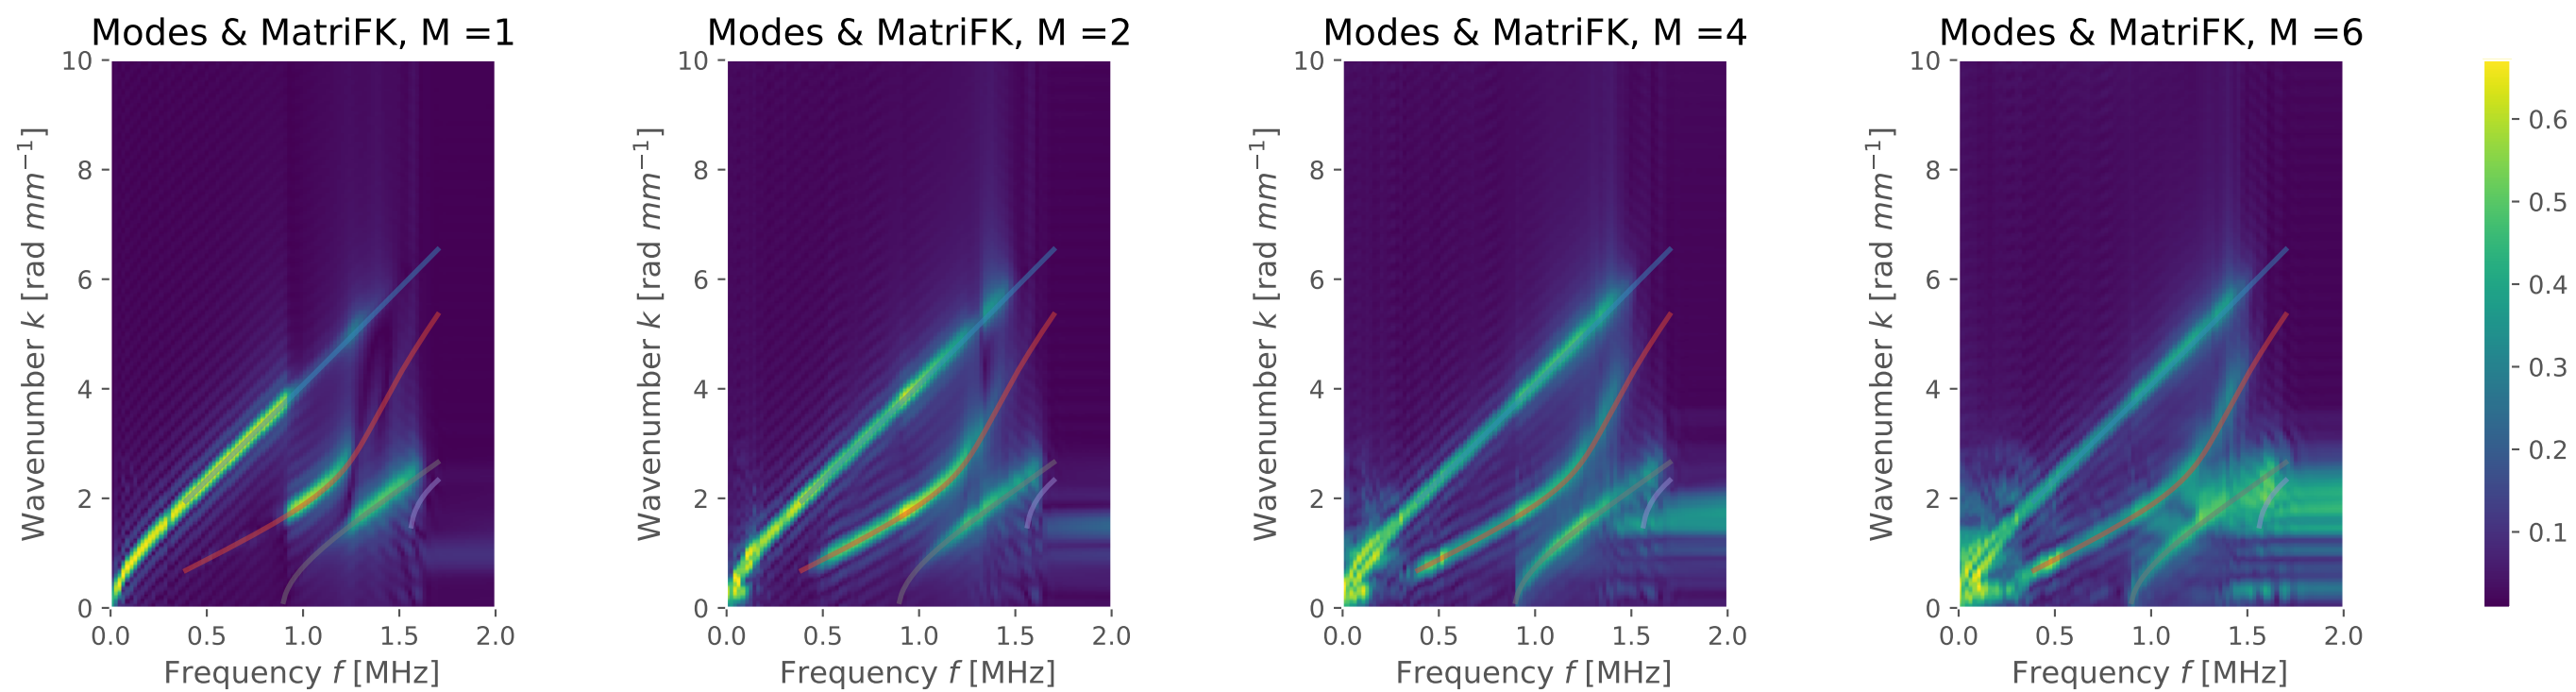 Modes & MatriFK, M =1
10
8
6
4
2
0
Wavenumber k [rad mm⁻¹]
0.0 0.5 1.0 1.5 2.0
Frequency f [MHz]
Modes & MatriFK, M =2
10
8
6
4
2
0
Wavenumber k [rad mm⁻¹]
0.0 0.5 1.0 1.5 2.0
Frequency f [MHz]
Modes & MatriFK, M =4
10
8
6
4
2
0
Wavenumber k [rad mm⁻¹]
0.0 0.5 1.0 1.5 2.0
Frequency f [MHz]
Modes & MatriFK, M =6
10
8
6
4
2
0
Wavenumber k [rad mm⁻¹]
0.0 0.5 1.0 1.5 2.0
Frequency f [MHz]
0.6
0.5
0.4
0.3
0.2
0.1